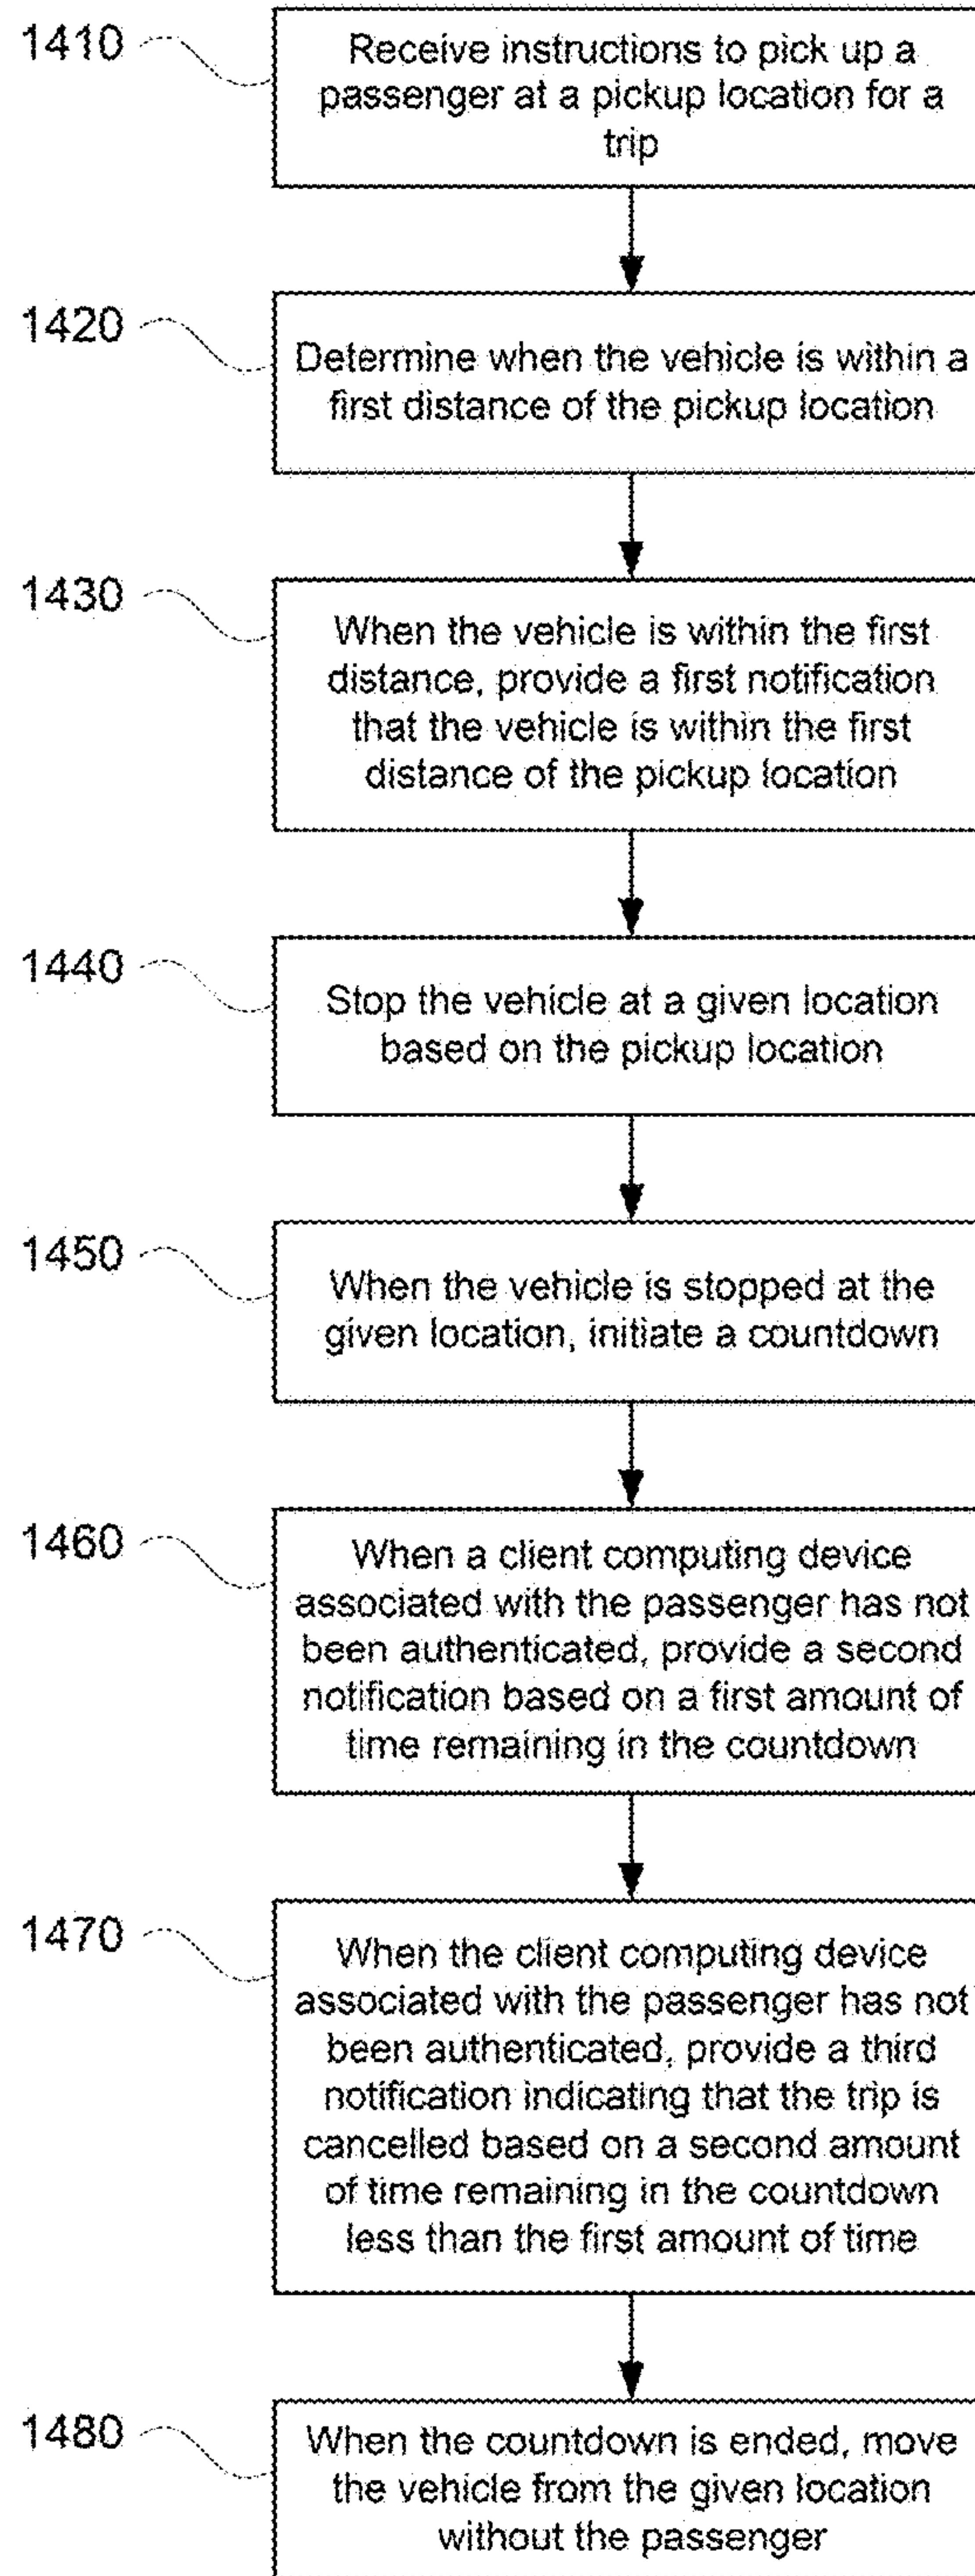 1410
Receive instructions to pick up a
passenger at a pickup location for a
trip
1420
Determine when the vehicle is within a
first distance of the pickup location
1430
When the vehicle is within the first
distance, provide a first notification
that the vehicle is within the first
distance of the pickup location
1440
Stop the vehicle at a given location
based on the pickup location
1450
When the vehicle is stopped at the
given location, initiate a countdown
1460
When a client computing device
associated with the passenger has not
been authenticated, provide a second
notification based on a first amount of
time remaining in the countdown
1470
When the client computing device
associated with the passenger has not
been authenticated, provide a third
notification indicating that the trip is
cancelled based on a second amount
of time remaining in the countdown
less than the first amount of time
1480
When the countdown is ended, move
the vehicle from the given location
without the passenger